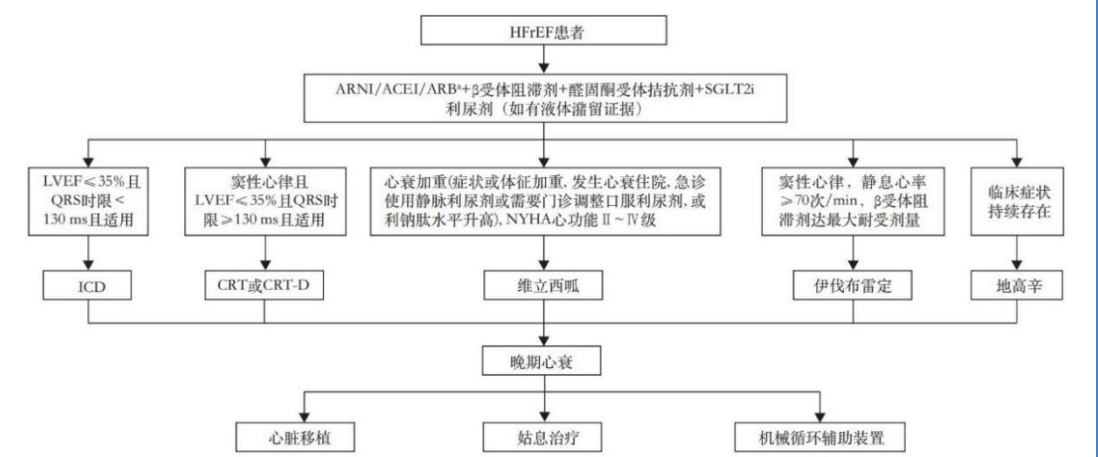 HFrEF患者
ARNI/ACEI/ARBᵃ+β受体阻滞剂+醛固酮受体拮抗剂+SGLT2i
利尿剂（如有液体潴留证据）
LVEF≤35%且
QRS时限<
130 ms且适用
窦性心律且
LVEF≤35%且QRS时
限≥130 ms且适用
心衰加重(症状或体征加重, 发生心衰住院, 急诊
使用静脉利尿剂或需要门诊调整口服利尿剂, 或
利钠肽水平升高), NYHA心功能Ⅱ~Ⅳ级
窦性心律，静息心率
≥70次/min，β受体阻
滞剂达最大耐受剂量
临床症状
持续存在
ICD
CRT或CRT-D
维立西呱
伊伐布雷定
地高辛
晚期心衰
心脏移植
姑息治疗
机械循环辅助装置